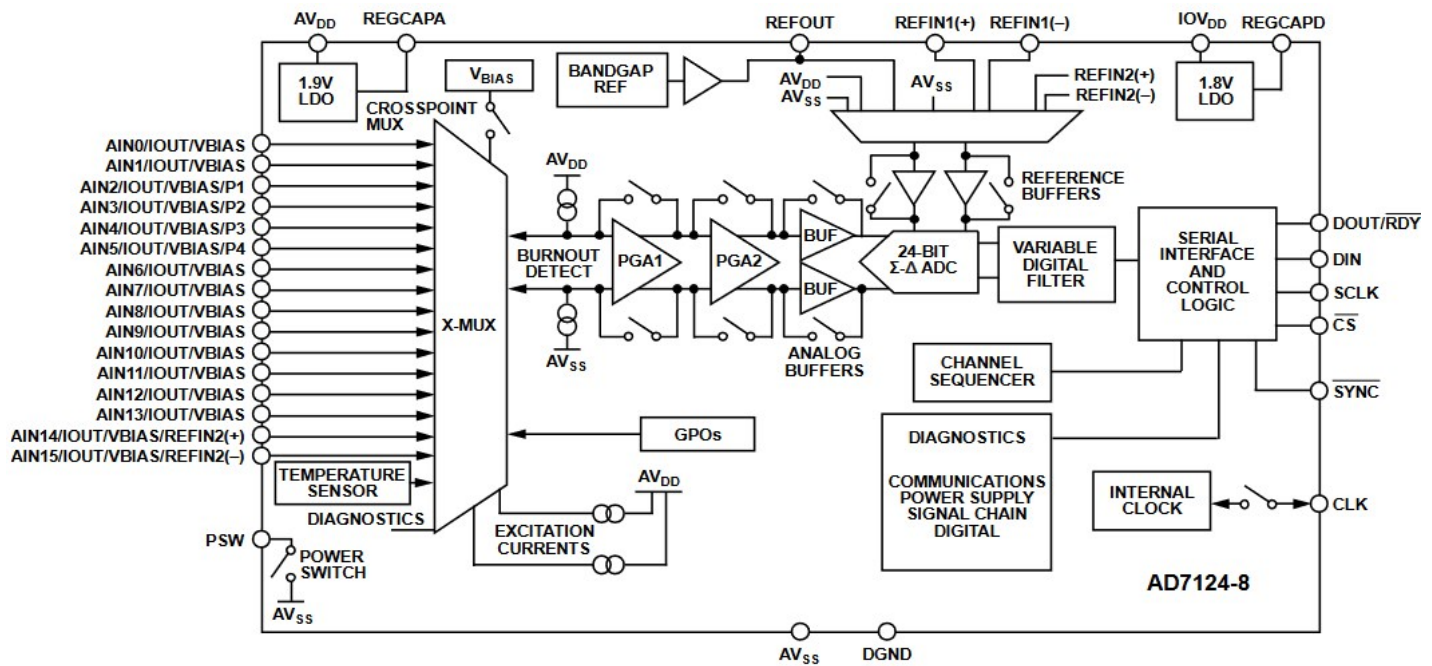 AVDD
REGCAPA
REFOUT
REFIN1(+)
REFIN1(–)
IOVDD
REGCAPD
1.9V
LDO
VBIAS
BANDGAP
REF
AVDD
AVSS
AVSS
REFIN2(+)
REFIN2(–)
1.8V
LDO
CROSSPOINT
MUX
AIN0/IOUT/VBIAS
AIN1/IOUT/VBIAS
AIN2/IOUT/VBIAS/P1
AIN3/IOUT/VBIAS/P2
AIN4/IOUT/VBIAS/P3
AIN5/IOUT/VBIAS/P4
AIN6/IOUT/VBIAS
AIN7/IOUT/VBIAS
AIN8/IOUT/VBIAS
AIN9/IOUT/VBIAS
AIN10/IOUT/VBIAS
AIN11/IOUT/VBIAS
AIN12/IOUT/VBIAS
AIN13/IOUT/VBIAS
AIN14/IOUT/VBIAS/REFIN2(+)
AIN15/IOUT/VBIAS/REFIN2(–)
X-MUX
AVDD
BURNOUT
DETECT
AVSS
PGA1
PGA2
BUF
BUF
ANALOG
BUFFERS
REFERENCE
BUFFERS
24-BIT
Σ-Δ ADC
VARIABLE
DIGITAL
FILTER
SERIAL
INTERFACE
AND
CONTROL
LOGIC
DOUT/RDY
DIN
SCLK
CS
SYNC
CHANNEL
SEQUENCER
GPOs
DIAGNOSTICS
COMMUNICATIONS
POWER SUPPLY
SIGNAL CHAIN
DIGITAL
TEMPERATURE
SENSOR
DIAGNOSTICS
AVDD
EXCITATION
CURRENTS
INTERNAL
CLOCK
CLK
PSW
POWER
SWITCH
AVSS
AD7124-8
AVSS
DGND